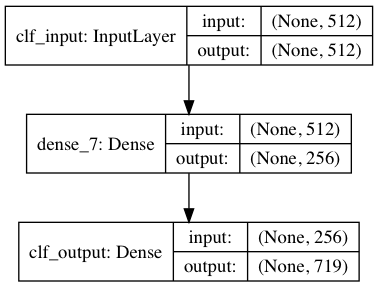 clf_input: InputLayer
input: (None, 512)
output: (None, 512)
dense_7: Dense
input: (None, 512)
output: (None, 256)
clf_output: Dense
input: (None, 256)
output: (None, 719)